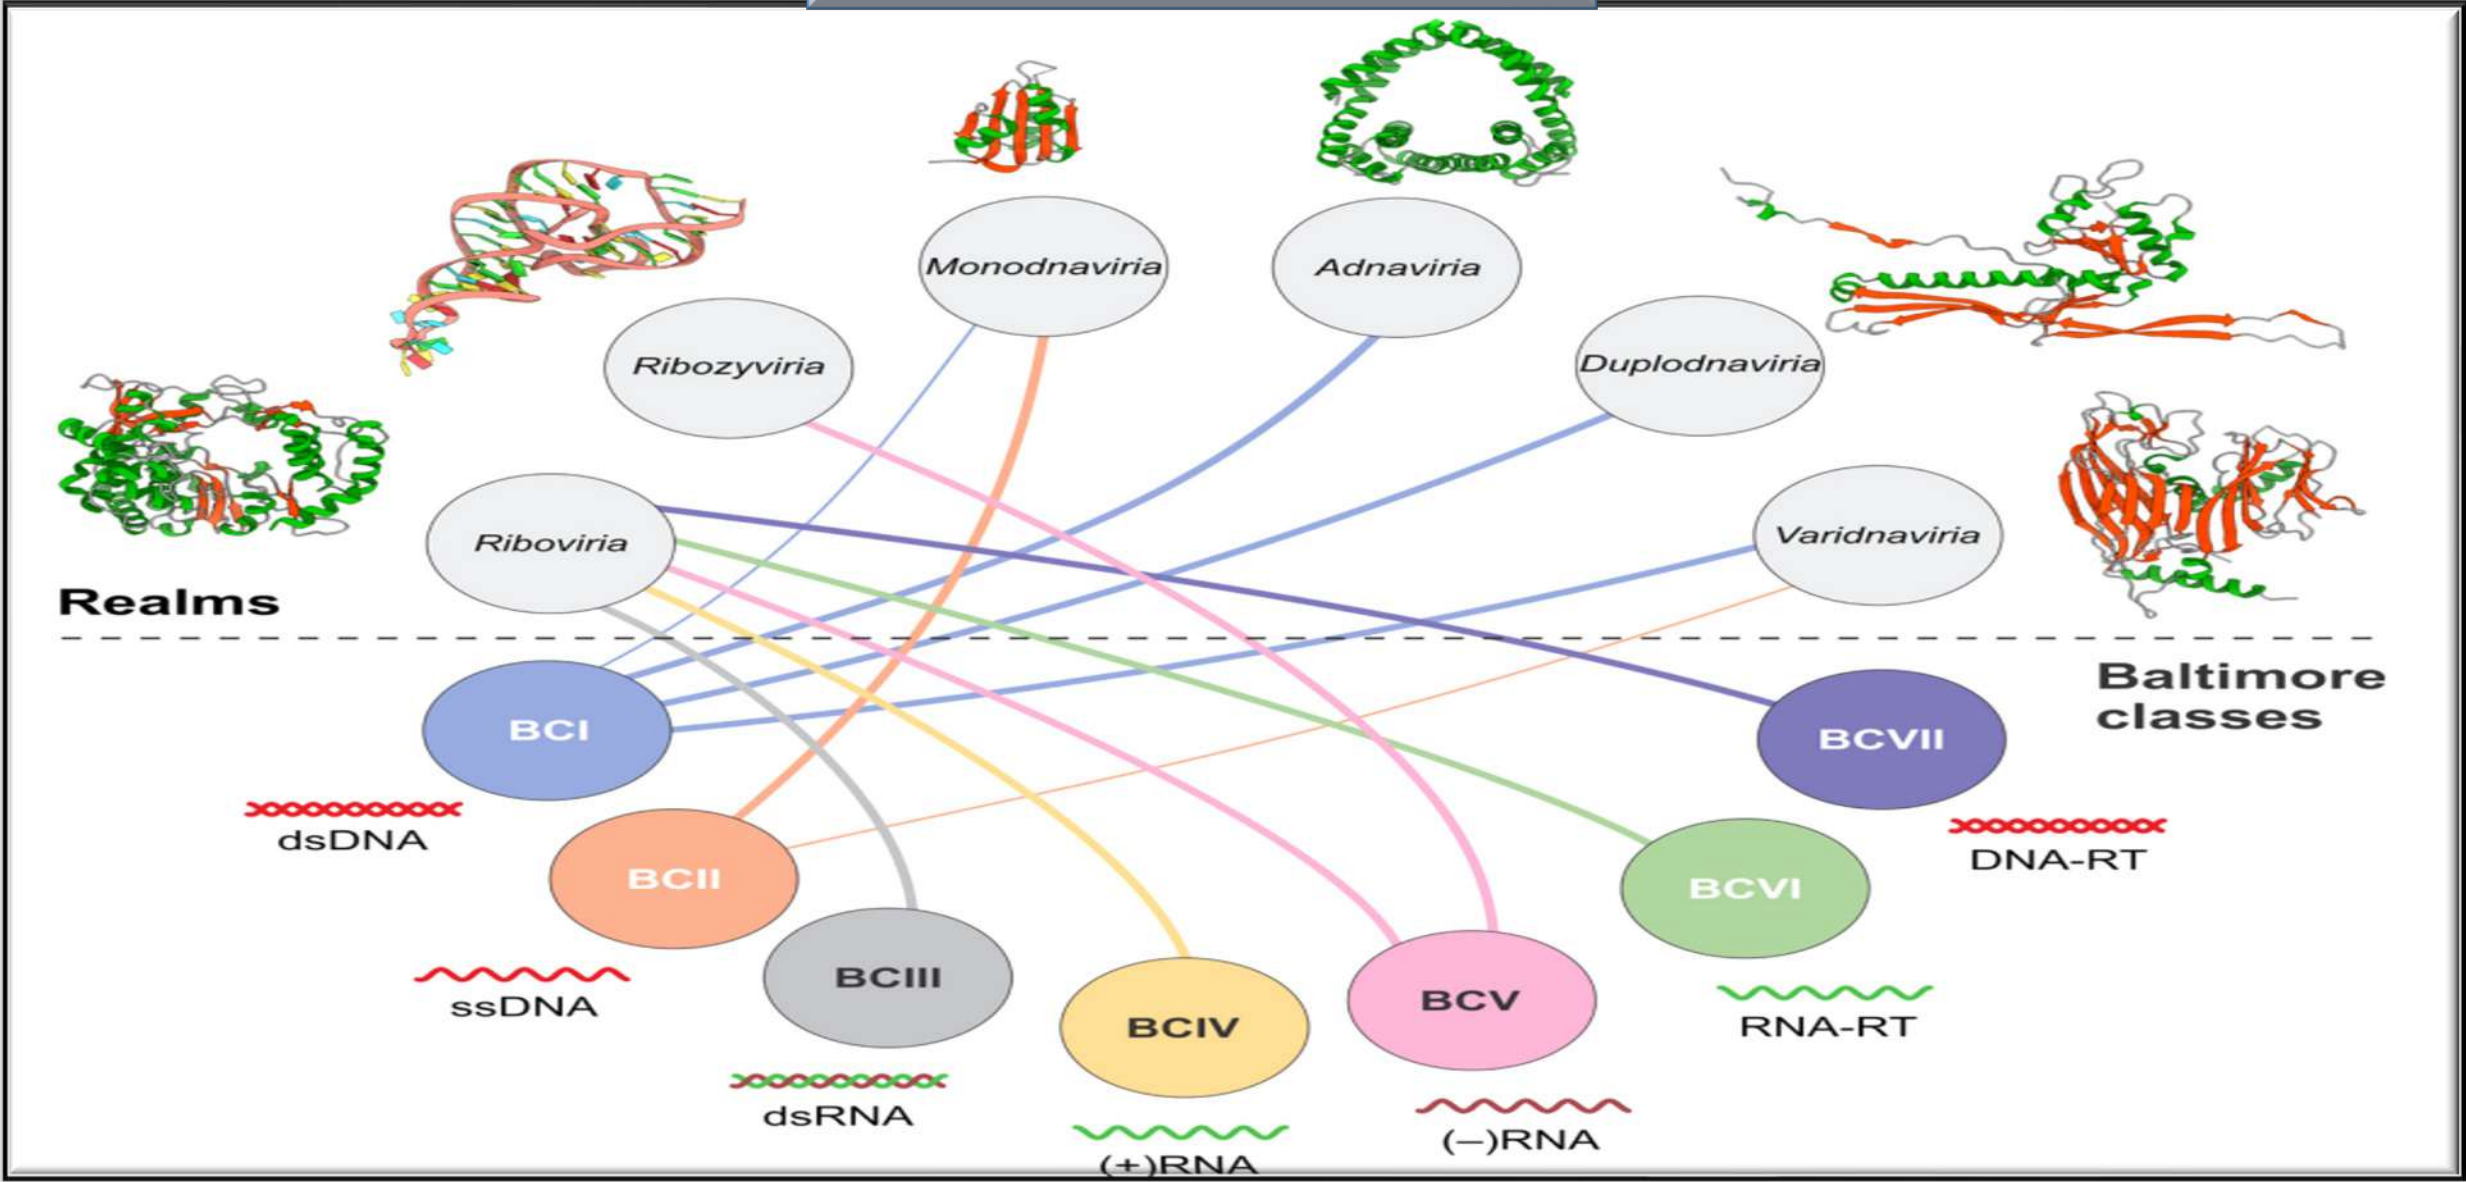 Monodnaviria
Adnaviria
Ribozyviria
Duplodnaviria
Riboviria
Varidnaviria
Realms
Baltimore
classes
BCI
BCVII
dsDNA
DNA-RT
BCII
BCVI
ssDNA
RNA-RT
BCIII
BCV
BCIV
dsRNA
(–)RNA
(+)RNA